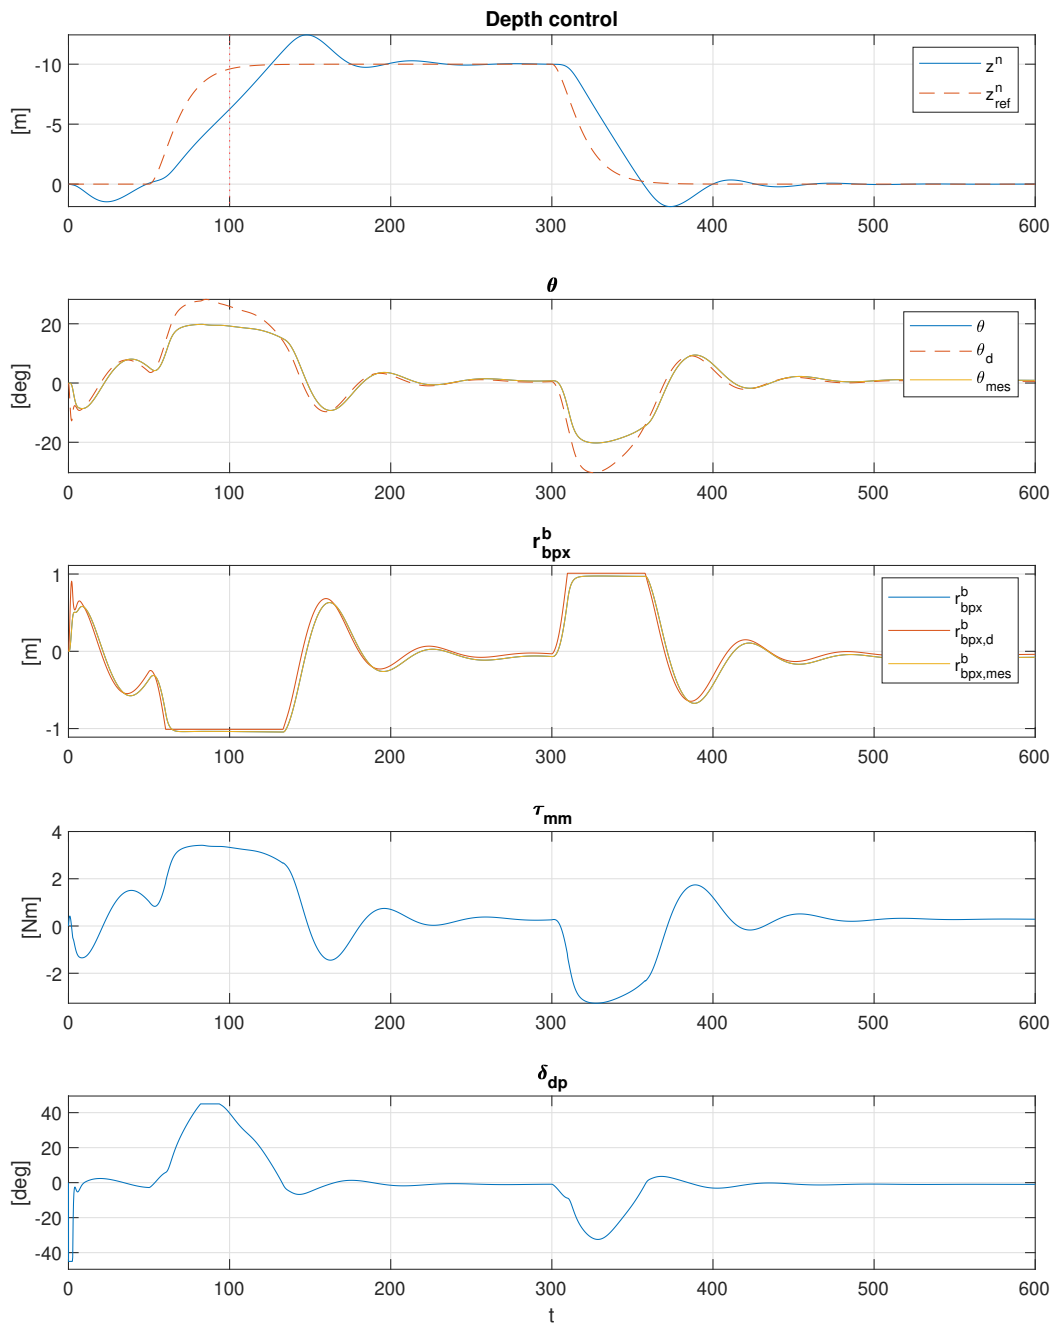 Depth control
-10
-5
0
[m]
z^n
z^n_ref
0 100 200 300 400 500 600
θ
20
0
-20
[deg]
θ
θ_d
θ_mes
0 100 200 300 400 500 600
r^b_bpx
1
0
-1
[m]
r^b_bpx
r^b_bpx,d
r^b_bpx,mes
0 100 200 300 400 500 600
τ_mm
4
2
0
-2
[Nm]
0 100 200 300 400 500 600
δ_dp
40
20
0
-20
-40
[deg]
0 100 200 300 400 500 600
t